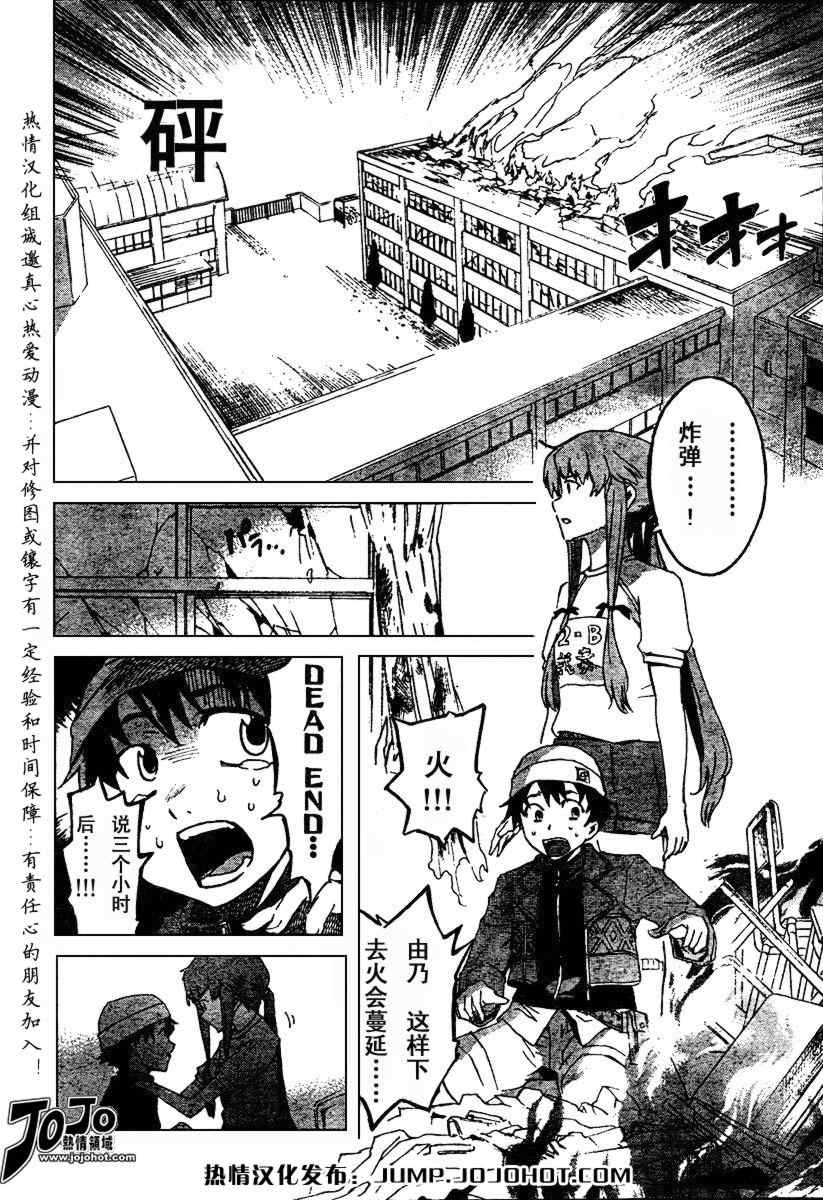 砰
オオオ
…………
炸弹…!
ガラ…
2-B
火!!!
由乃 这样下
去火会蔓延……
DEAD END…
说三个小时
后……!!!
热情汉化组诚邀真心热爱动漫…并对修图或镶字有一定经验和时间保障…有责任心的朋友加入!
JOJO
热情領域
www.jojohot.com
热情汉化发布: JUMP.JOJOHOT.COM